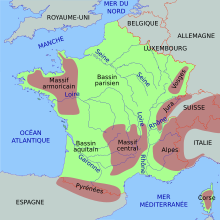 MER DU
NORD
ROYAUME-UNI
BELGIQUE
MANCHE
ALLEMAGNE
LUXEMBOURG
Seine
Bassin
parisien
Seine
Vosges
Massif
armoricain
Loire
Loire
Jura
SUISSE
Rhône
OCÉAN
ATLANTIQUE
Bassin
aquitain
Massif
central
Alpes
ITALIE
Garonne
Rhône
Pyrénées
ESPAGNE
MER
MÉDITERRANÉE
Corse